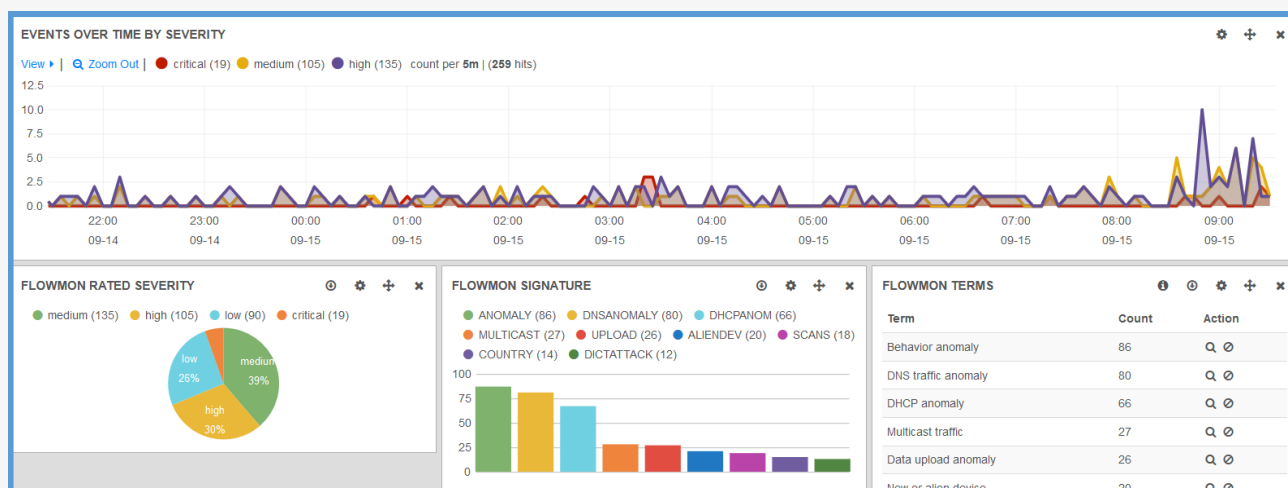 EVENTS OVER TIME BY SEVERITY
View | Zoom Out | critical (19) medium (105) high (135) count per 5m | (259 hits)
12.5
10.0
7.5
5.0
2.5
0.0
22:00 23:00 00:00 01:00 02:00 03:00 04:00 05:00 06:00 07:00 08:00 09:00
09-14 09-14 09-15 09-15 09-15 09-15 09-15 09-15 09-15 09-15 09-15 09-15
FLOWMON RATED SEVERITY
medium (135) high (105) low (90) critical (19)
low
26%
medium
39%
high
30%
FLOWMON SIGNATURE
ANOMALY (86) DNSANOMALY (80) DHCPANOM (66)
MULTICAST (27) UPLOAD (26) ALIENDEV (20) SCANS (18)
COUNTRY (14) DICTATTACK (12)
100
75
50
25
0
FLOWMON TERMS
Term Count Action
Behavior anomaly 86
DNS traffic anomaly 80
DHCP anomaly 66
Multicast traffic 27
Data upload anomaly 26
New or alien device 20